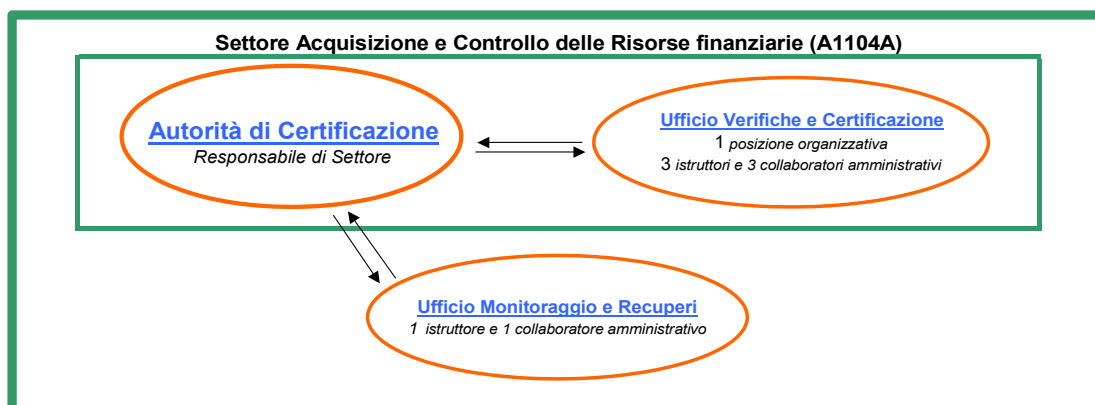 Settore Acquisizione e Controllo delle Risorse finanziarie (A1104A)
Autorità di Certificazione
Responsabile di Settore
Ufficio Verifiche e Certificazione
1 posizione organizzativa
3 istruttori e 3 collaboratori amministrativi
Ufficio Monitoraggio e Recuperi
1 istruttore e 1 collaboratore amministrativo